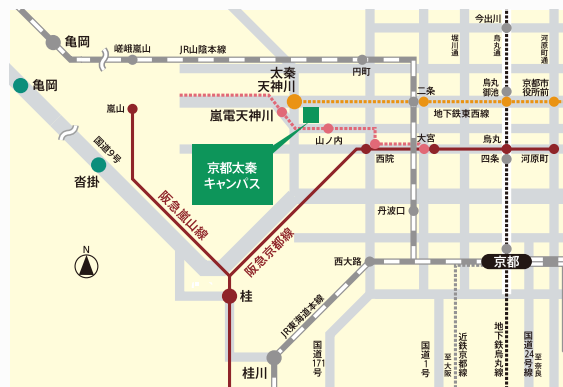 今出川
亀岡
嵯峨嵐山
JR山陰本線
円町
堀川通
烏丸通
河原町通
亀岡
太秦
天神川
二条
烏丸
御池
京都市
役所前
嵐山
嵐電天神川
地下鉄東西線
国道9号
山ノ内
大宮
烏丸
西院
四条
河原町
沓掛
京都太秦
キャンパス
阪急嵐山線
阪急京都線
丹波口
N
西大路
京都
桂
JR東海道本線
桂川
国道171号
国道1号
至大阪
近鉄京都線
地下鉄烏丸線
国道24号線
至奈良